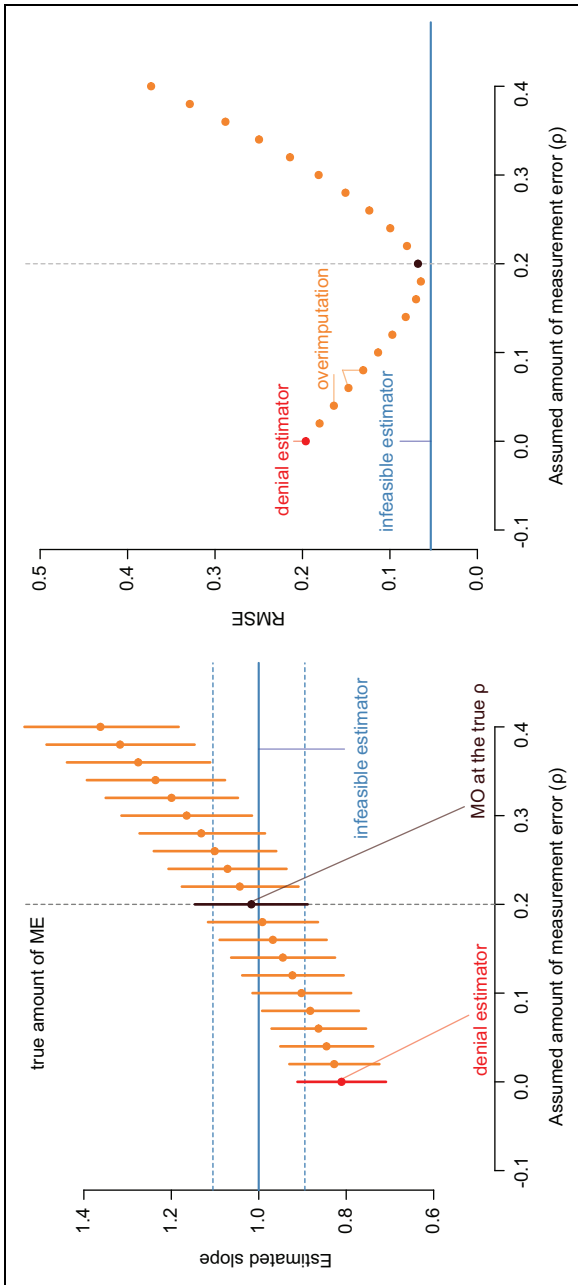 1.4
1.2
1.0
0.8
0.6
Estimated slope
true amount of ME
infeasible estimator
MO at the true ρ
denial estimator
-0.1
0.0
0.1
0.2
0.3
0.4
Assumed amount of measurement error (ρ)
0.5
0.4
0.3
0.2
0.1
0.0
RMSE
denial estimator
overimputation
infeasible estimator
-0.1
0.0
0.1
0.2
0.3
0.4
Assumed amount of measurement error (ρ)